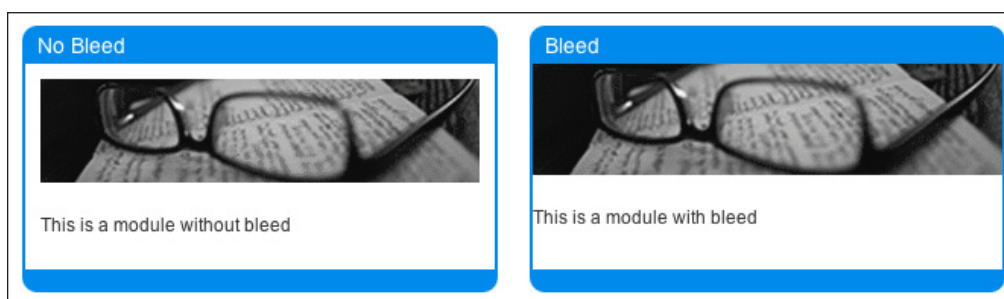 No Bleed
This is a module without bleed
Bleed
This is a module with bleed